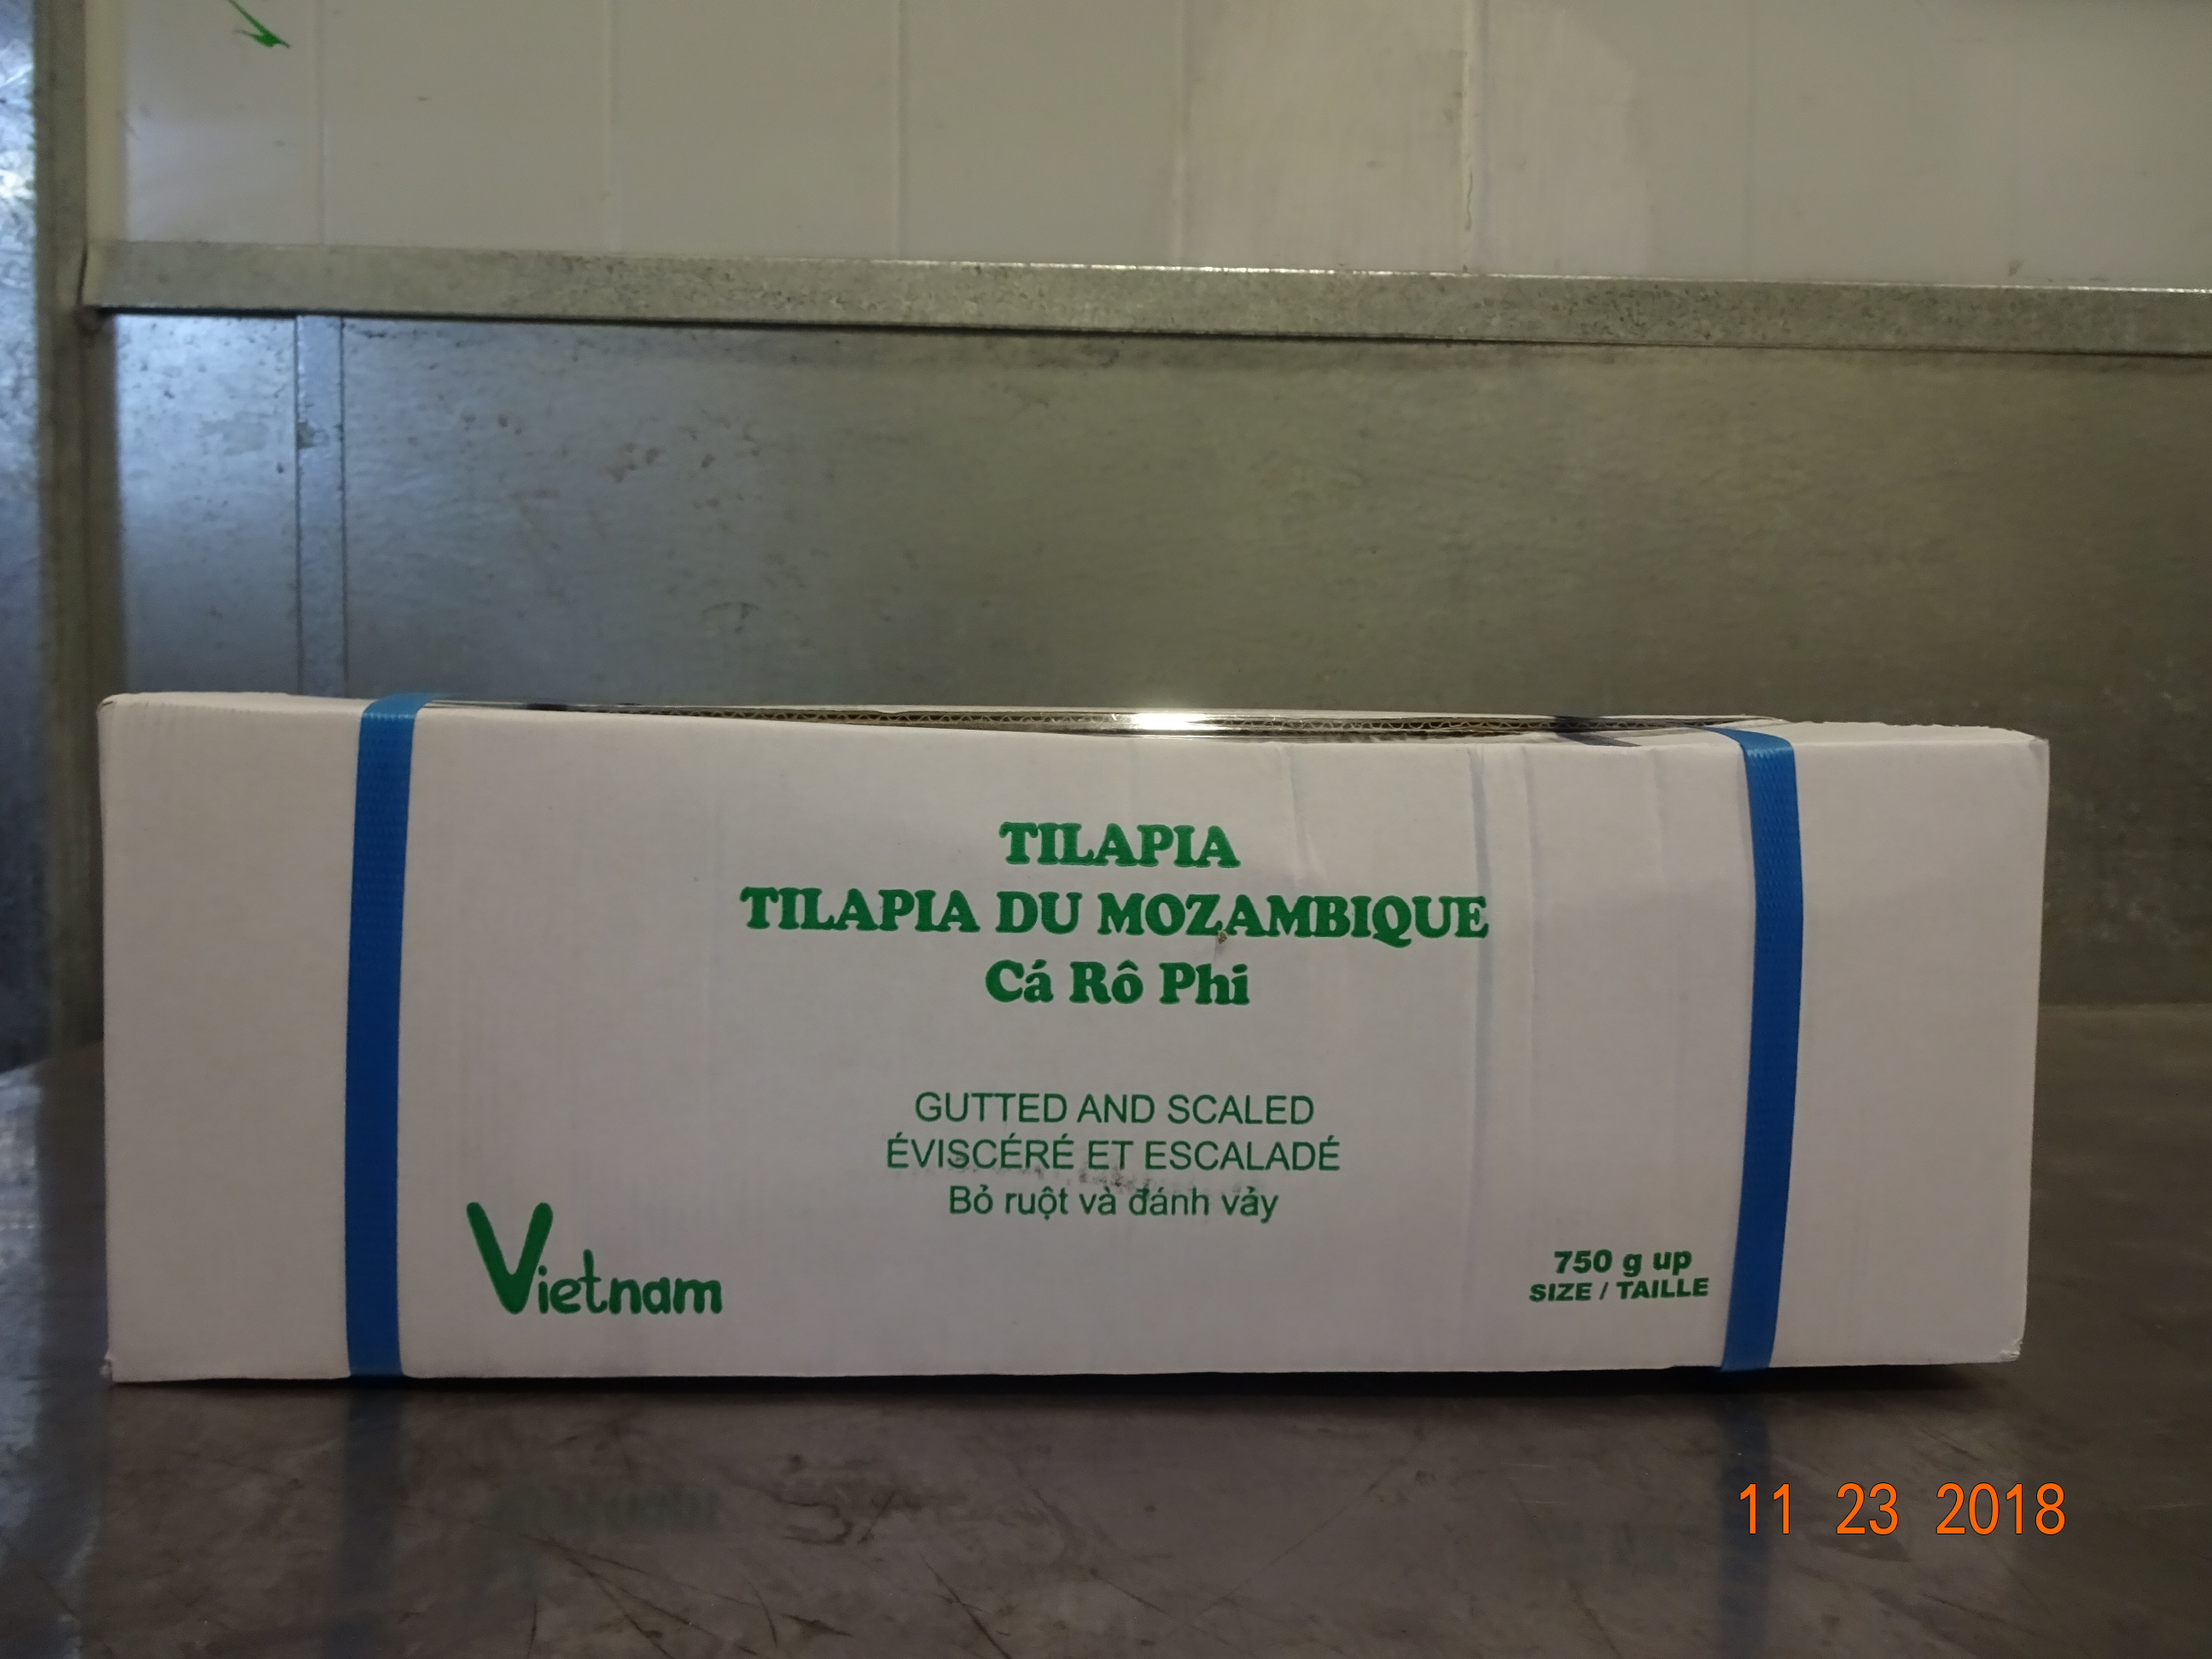 TILAPIA
TILAPIA DU MOZAMBIQUE
Cá Rô Phi
GUTTED AND SCALED
ÉVISCÉRÉ ET ESCALADÉ
Bỏ ruột và đánh vảy
Vietnam
750 g up
SIZE / TAILLE
11 23 2018